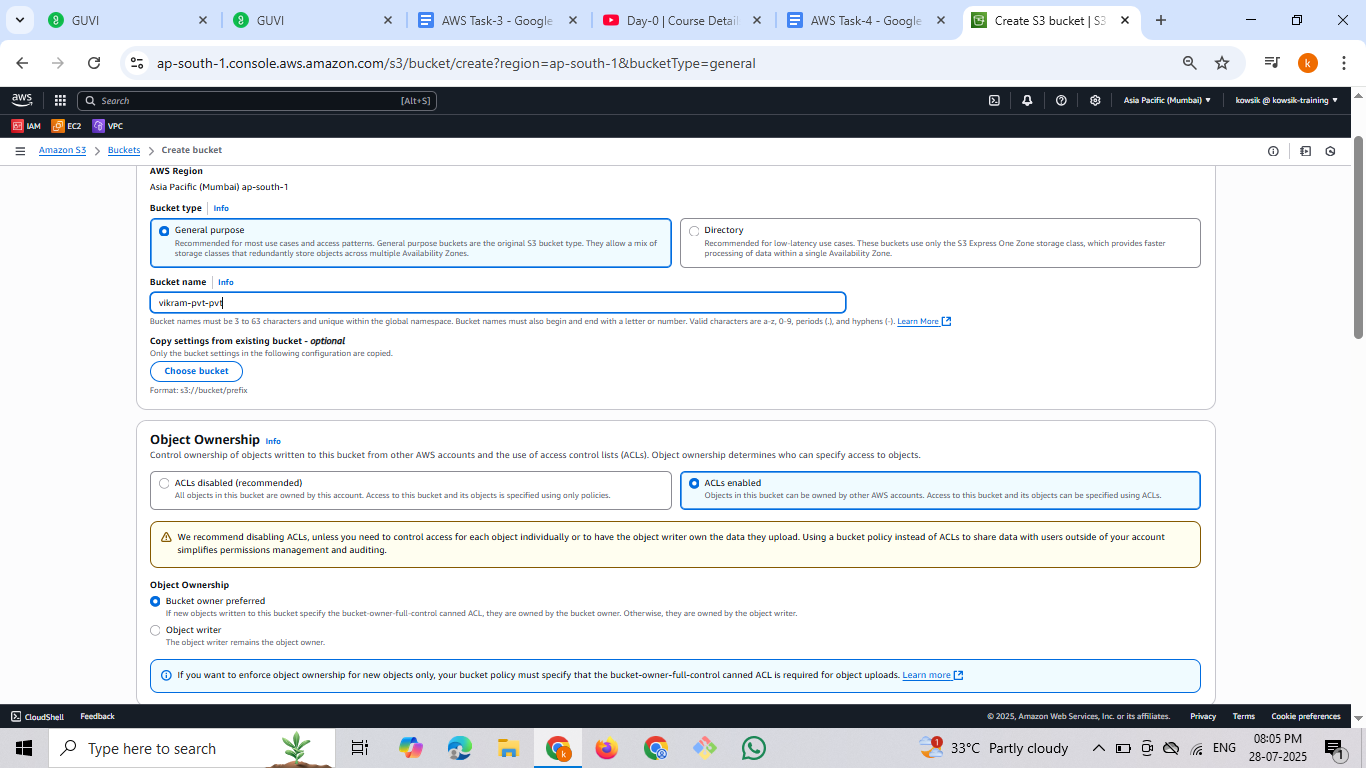 GUVI
GUVI
AWS Task-3 - Google
Day-0 | Course Detail
AWS Task-4 - Google
Create S3 bucket | S3
ap-south-1.console.aws.amazon.com/s3/bucket/create?region=ap-south-1&bucketType=general
k
aws
Search
[Alt+S]
Asia Pacific (Mumbai) ▼
kowsik @ kowsik-training ▼
IAM
EC2
VPC
Amazon S3 > Buckets > Create bucket
AWS Region
Asia Pacific (Mumbai) ap-south-1
Bucket type | Info
General purpose
Recommended for most use cases and access patterns. General purpose buckets are the original S3 bucket type. They allow a mix of
storage classes that redundantly store objects across multiple Availability Zones.
Directory
Recommended for low-latency use cases. These buckets use only the S3 Express One Zone storage class, which provides faster
processing of data within a single Availability Zone.
Bucket name | Info
vikram-pvt-pvt
Bucket names must be 3 to 63 characters and unique within the global namespace. Bucket names must also begin and end with a letter or number. Valid characters are a-z, 0-9, periods (.), and hyphens (-). Learn More
Copy settings from existing bucket - optional
Only the bucket settings in the following configuration are copied.
Choose bucket
Format: s3://bucket/prefix
Object Ownership Info
Control ownership of objects written to this bucket from other AWS accounts and the use of access control lists (ACLs). Object ownership determines who can specify access to objects.
ACLs disabled (recommended)
All objects in this bucket are owned by this account. Access to this bucket and its objects is specified using only policies.
ACLs enabled
Objects in this bucket can be owned by other AWS accounts. Access to this bucket and its objects can be specified using ACLs.
We recommend disabling ACLs, unless you need to control access for each object individually or to have the object writer own the data they upload. Using a bucket policy instead of ACLs to share data with users outside of your account
simplifies permissions management and auditing.
Object Ownership
Bucket owner preferred
If new objects written to this bucket specify the bucket-owner-full-control canned ACL, they are owned by the bucket owner. Otherwise, they are owned by the object writer.
Object writer
The object writer remains the object owner.
If you want to enforce object ownership for new objects only, your bucket policy must specify that the bucket-owner-full-control canned ACL is required for object uploads. Learn more
CloudShell
Feedback
© 2025, Amazon Web Services, Inc. or its affiliates.
Privacy
Terms
Cookie preferences
Type here to search
k
1
33°C Partly cloudy
ENG
08:05 PM
28-07-2025
1